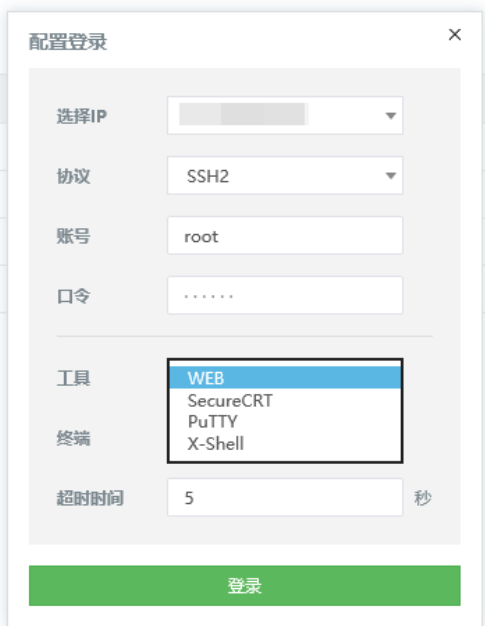 配置登录
选择IP
协议 SSH2
账号 root
口令 ······
工具 WEB
SecureCRT
PuTTY
终端 X-Shell
超时时间 5 秒
登录